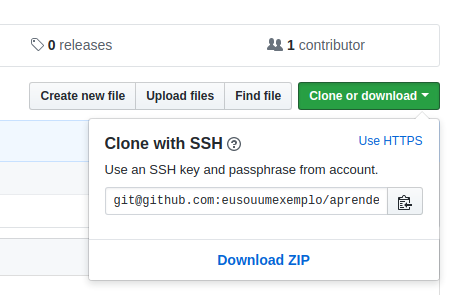 0 releases
1 contributor
Create new file
Upload files
Find file
Clone or download
Clone with SSH
Use HTTPS
Use an SSH key and passphrase from account.
git@github.com:eusouumexemplo/aprende
Download ZIP